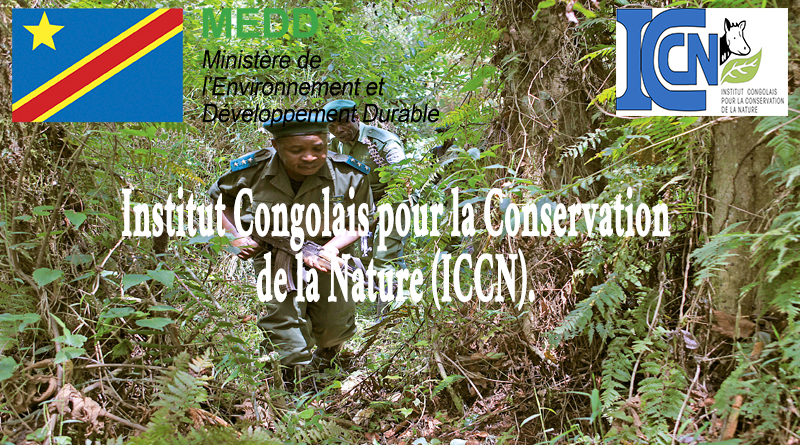 MEDD
Ministère de
l'Environnement et
Développement Durable
ICCN
INSTITUT CONGOLAIS
POUR LA CONSERVATION
DE LA NATURE
Institut Congolais pour la Conservation
de la Nature (ICCN).